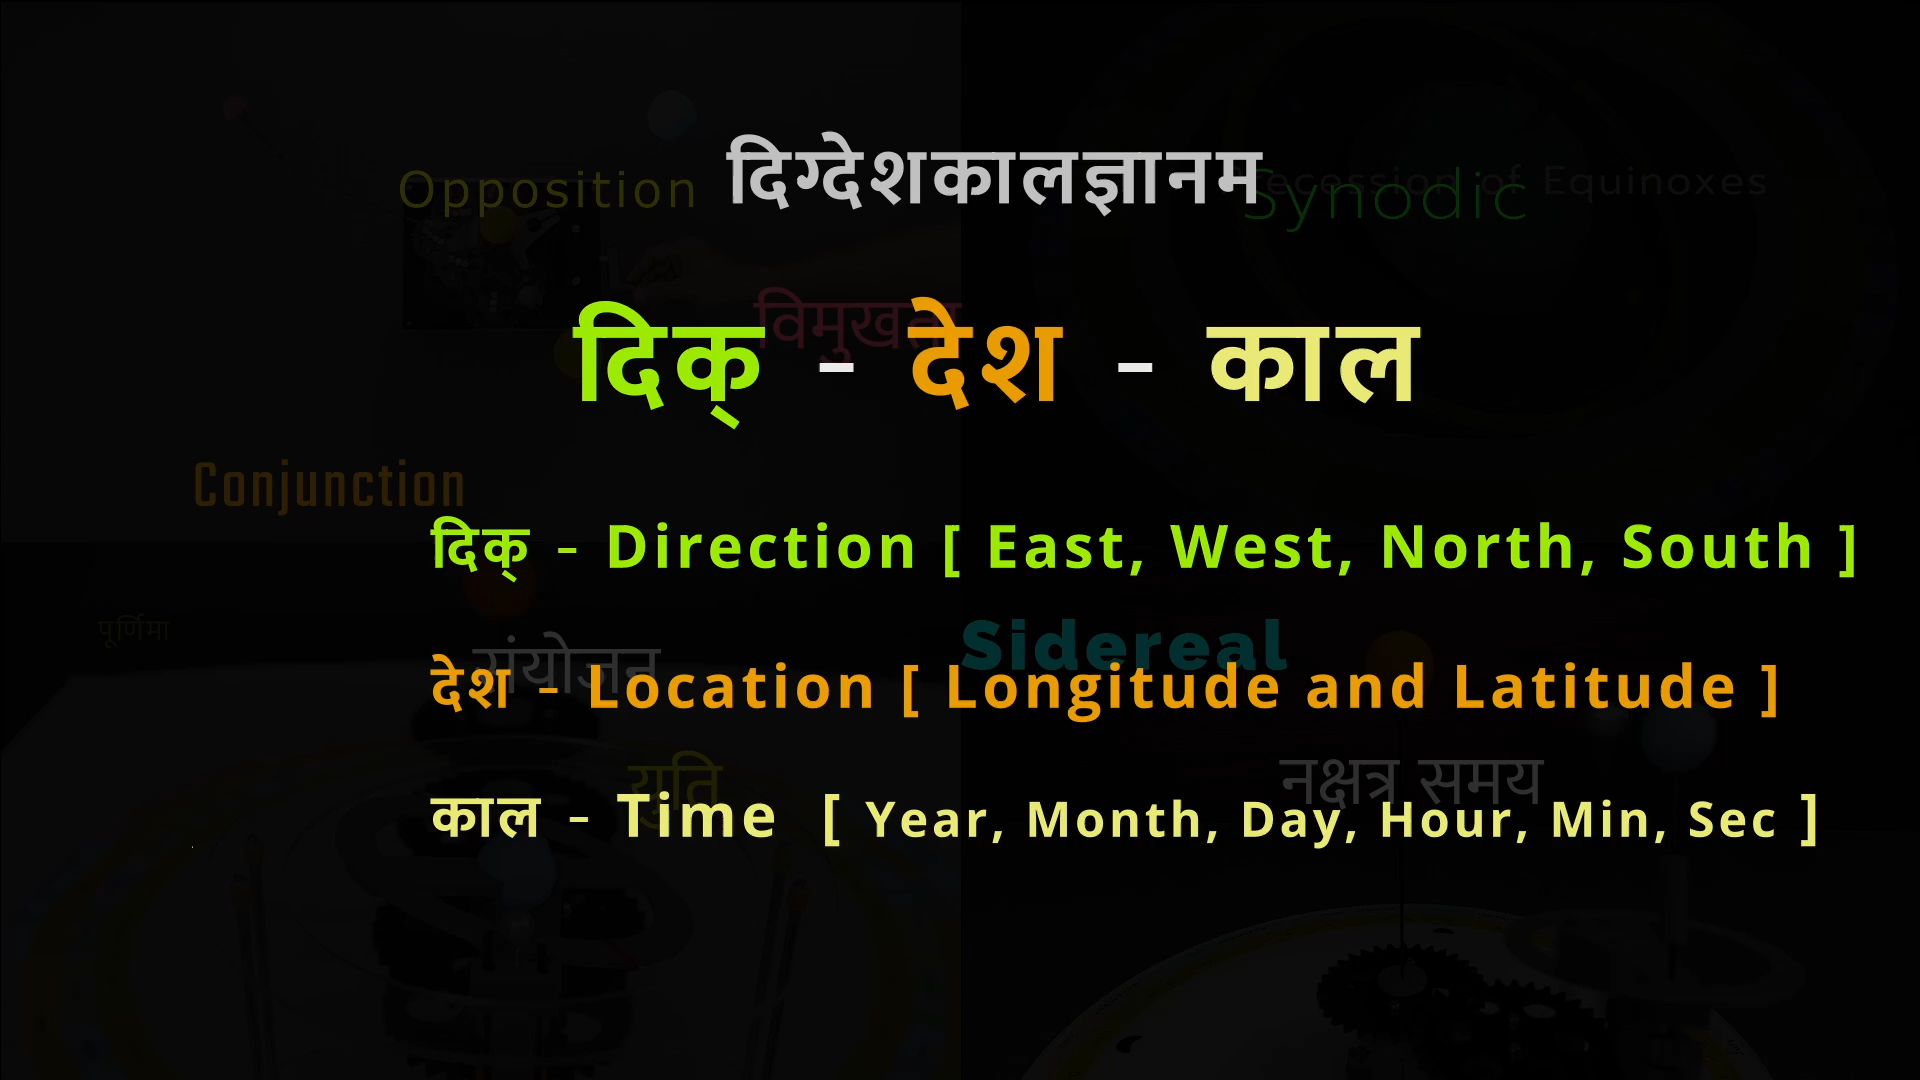 दिग्देशकालज्ञानम
Opposition
Synodic
Precession of Equinoxes
विमुखता
दिक् - देश - काल
Conjunction
दिक् - Direction [ East, West, North, South ]
पूर्णिमा
संयोजन
Sidereal
देश - Location [ Longitude and Latitude ]
युति
नक्षत्र समय
काल - Time [ Year, Month, Day, Hour, Min, Sec ]